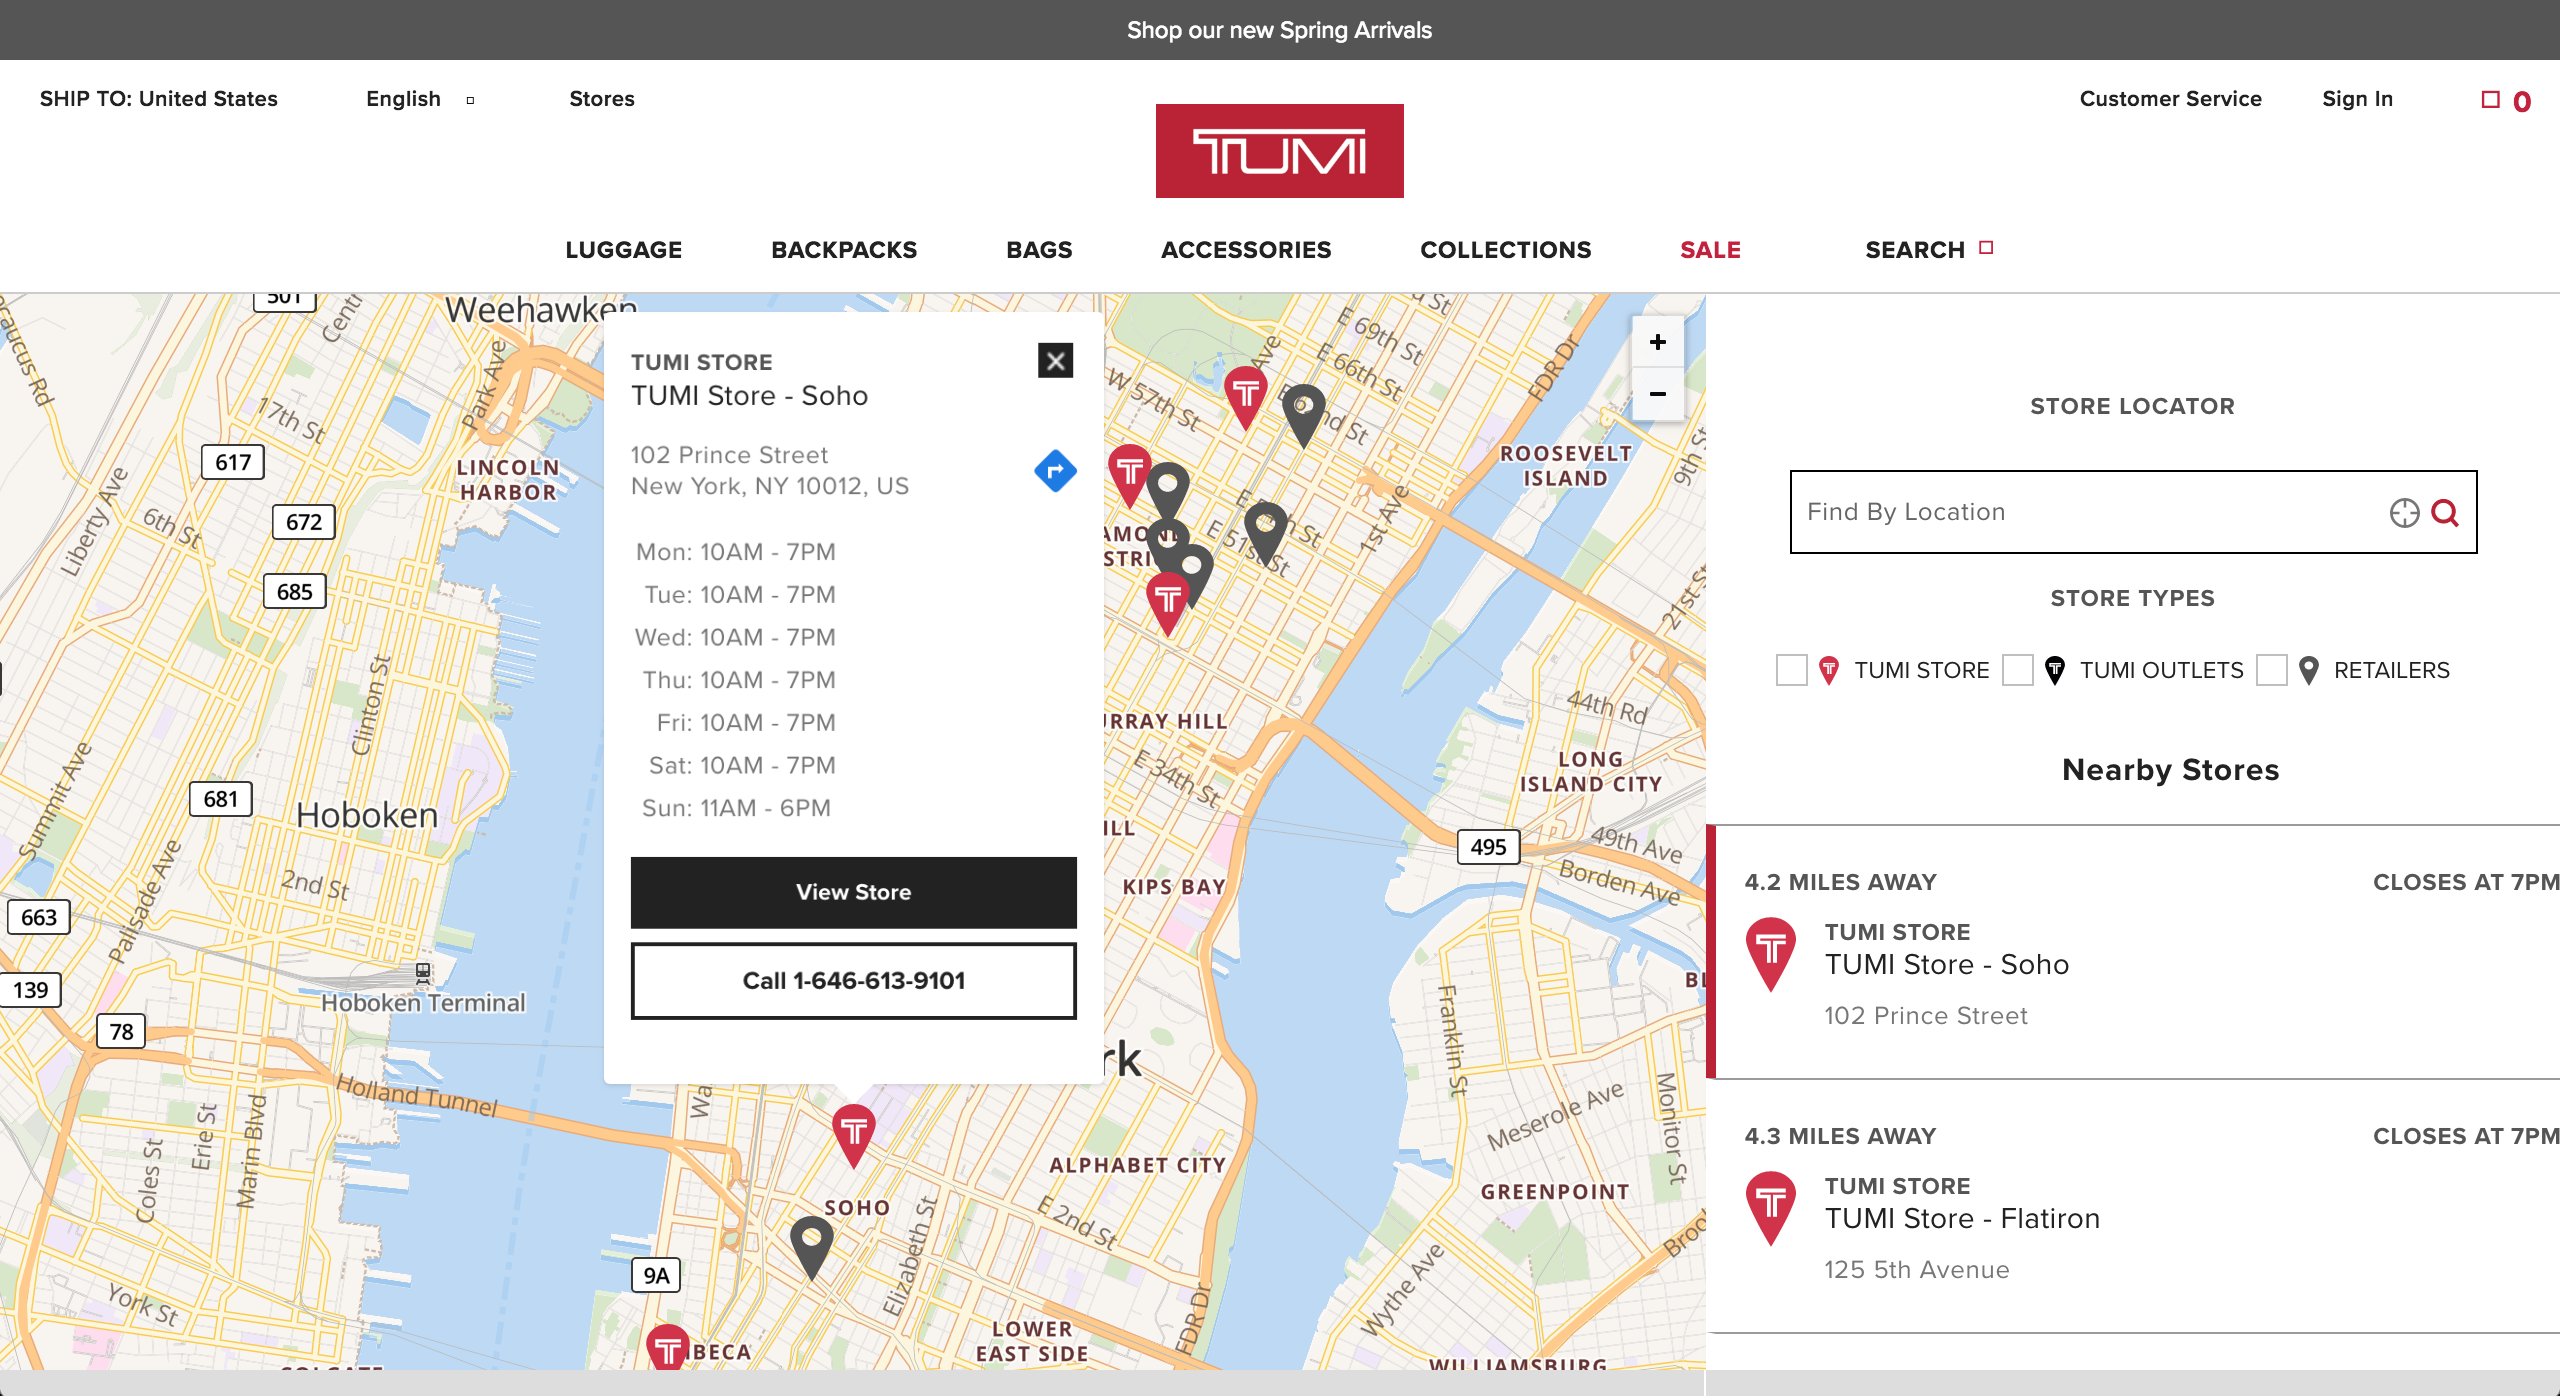 Shop our new Spring Arrivals
SHIP TO: United States
English
Stores
Customer Service
Sign In
0
TUMI
LUGGAGE
BACKPACKS
BAGS
ACCESSORIES
COLLECTIONS
SALE
SEARCH
TUMI STORE
TUMI Store - Soho
102 Prince Street
New York, NY 10012, US
Mon: 10AM - 7PM
Tue: 10AM - 7PM
Wed: 10AM - 7PM
Thu: 10AM - 7PM
Fri: 10AM - 7PM
Sat: 10AM - 7PM
Sun: 11AM - 6PM
View Store
Call 1-646-613-9101
501
Weehawken
Park Ave
17th St
617
LINCOLN
HARBOR
Liberty Ave
6th St
672
685
Clinton St
Summit Ave
681
Hoboken
2nd St
663
Palisade Ave
139
Hoboken Terminal
78
Holland Tunnel
Erie St
Coles St
Marin Blvd
York St
9A
SOHO
Elizabeth St
ALPHABET CITY
E 2nd St
LOWER
EAST SIDE
FDR Dr
W 57th St
E 69th St
E 66th St
FDR Dr
ROOSEVELT
ISLAND
9th St
E 51st St
1st Ave
21st St
44th Rd
E 34th St
LONG
ISLAND CITY
495
49th Ave
Borden Ave
KIPS BAY
Franklin St
Meserole Ave
Monitor St
GREENPOINT
Wythe Ave
WILLIAMSBURG
+
−
STORE LOCATOR
Find By Location
STORE TYPES
TUMI STORE
TUMI OUTLETS
RETAILERS
Nearby Stores
4.2 MILES AWAY
CLOSES AT 7PM
TUMI STORE
TUMI Store - Soho
102 Prince Street
4.3 MILES AWAY
CLOSES AT 7PM
TUMI STORE
TUMI Store - Flatiron
125 5th Avenue